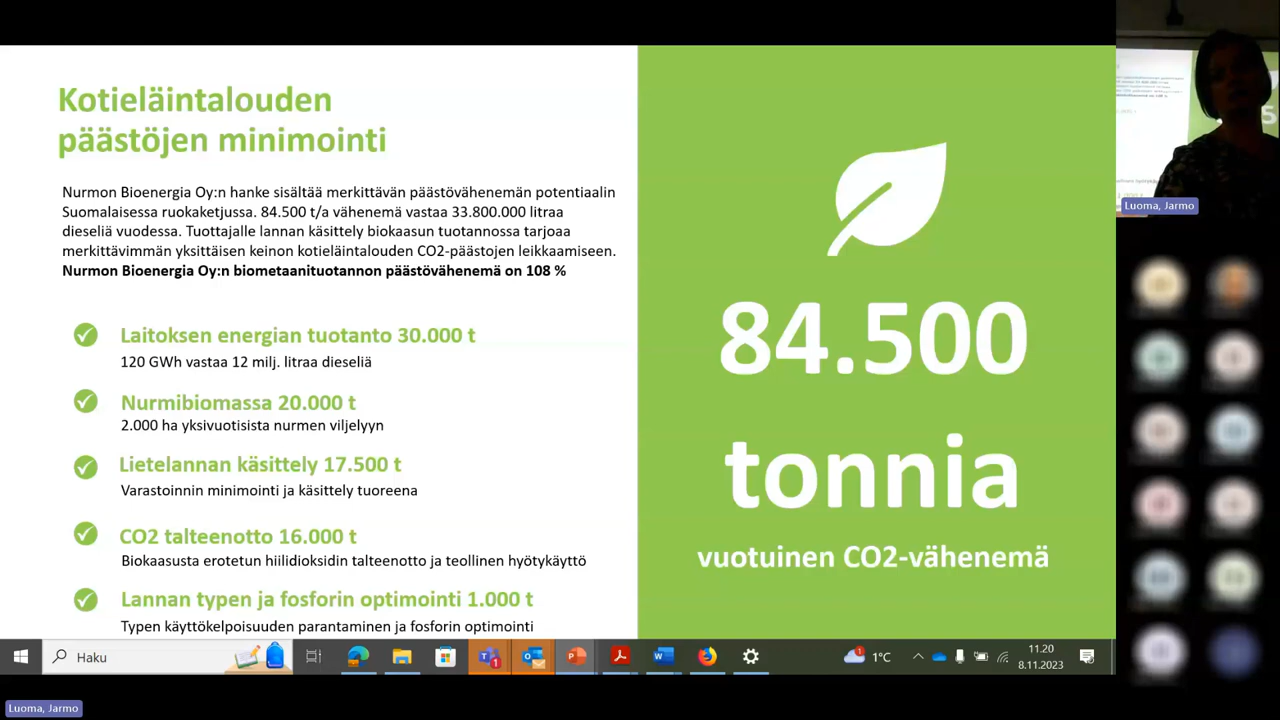 Kotieläintalouden
päästöjen minimointi
Nurmon Bioenergia Oy:n hanke sisältää merkittävän päästövähenemän potentiaalin
Suomalaisessa ruokaketjussa. 84.500 t/a vähenemä vastaa 33.800.000 litraa
dieseliä vuodessa. Tuottajalle lannan käsittely biokaasun tuotannossa tarjoaa
merkittävimmän yksittäisen keinon kotieläintalouden CO2-päästöjen leikkaamiseen.
Nurmon Bioenergia Oy:n biometaanituotannon päästövähenemä on 108 %
Laitoksen energian tuotanto 30.000 t
120 GWh vastaa 12 milj. litraa dieseliä
Nurmibiomassa 20.000 t
2.000 ha yksivuotisista nurmen viljelyyn
Lietelannan käsittely 17.500 t
Varastoinnin minimointi ja käsittely tuoreena
CO2 talteenotto 16.000 t
Biokaasusta erotetun hiilidioksidin talteenotto ja teollinen hyötykäyttö
Lannan typen ja fosforin optimointi 1.000 t
Typen käyttökelpoisuuden parantaminen ja fosforin optimointi
84.500
tonnia
vuotuinen CO2-vähenemä
Luoma, Jarmo
Haku
1
1
1°C
11.20
8.11.2023
Luoma, Jarmo